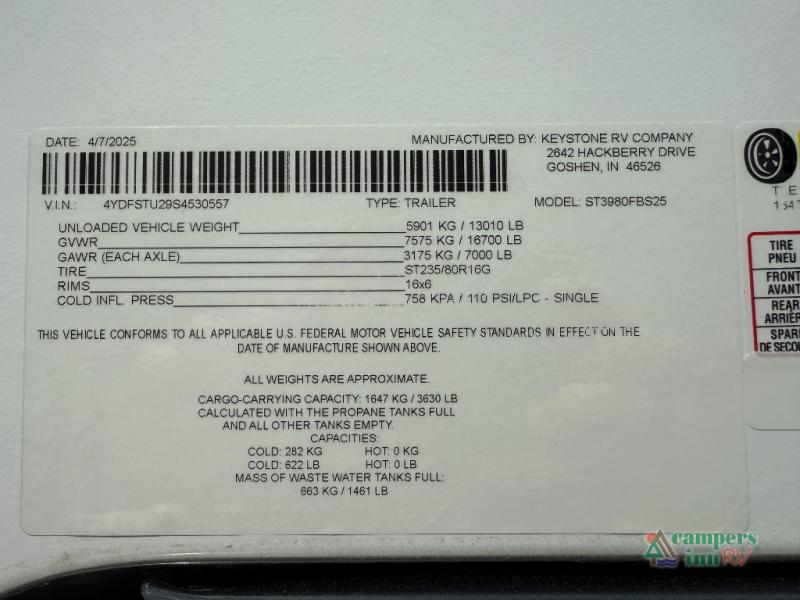 DATE: 4/7/2025
MANUFACTURED BY: KEYSTONE RV COMPANY
2642 HACKBERRY DRIVE
GOSHEN, IN 46526
V.I.N.: 4YDFSTU29S4530557 TYPE: TRAILER MODEL: ST3980FBS25
UNLOADED VEHICLE WEIGHT 5901 KG / 13010 LB
GVWR 7575 KG / 16700 LB
GAWR (EACH AXLE) 3175 KG / 7000 LB
TIRE ST235/80R16G
RIMS 16x6
COLD INFL. PRESS 758 KPA / 110 PSI/LPC - SINGLE
THIS VEHICLE CONFORMS TO ALL APPLICABLE U.S. FEDERAL MOTOR VEHICLE SAFETY STANDARDS IN EFFECT ON THE
DATE OF MANUFACTURE SHOWN ABOVE.
ALL WEIGHTS ARE APPROXIMATE.
CARGO-CARRYING CAPACITY: 1647 KG / 3630 LB
CALCULATED WITH THE PROPANE TANKS FULL
AND ALL OTHER TANKS EMPTY.
CAPACITIES:
COLD: 282 KG HOT: 0 KG
COLD: 622 LB HOT: 0 LB
MASS OF WASTE WATER TANKS FULL:
663 KG / 1461 LB
TIRE
PNEU
FRONT
AVANT
REAR
ARRIÈR
SPAR
DE SECOU
campers
inn RV